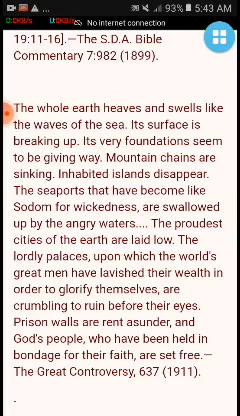 93% 5:43 AM
0:0KB/s U:0KB/s No internet connection
19:11-16].—The S.D.A. Bible
Commentary 7:982 (1899).
The whole earth heaves and swells like
the waves of the sea. Its surface is
breaking up. Its very foundations seem
to be giving way. Mountain chains are
sinking. Inhabited islands disappear.
The seaports that have become like
Sodom for wickedness, are swallowed
up by the angry waters.... The proudest
cities of the earth are laid low. The
lordly palaces, upon which the world's
great men have lavished their wealth in
order to glorify themselves, are
crumbling to ruin before their eyes.
Prison walls are rent asunder, and
God's people, who have been held in
bondage for their faith, are set free.—
The Great Controversy, 637 (1911).
.